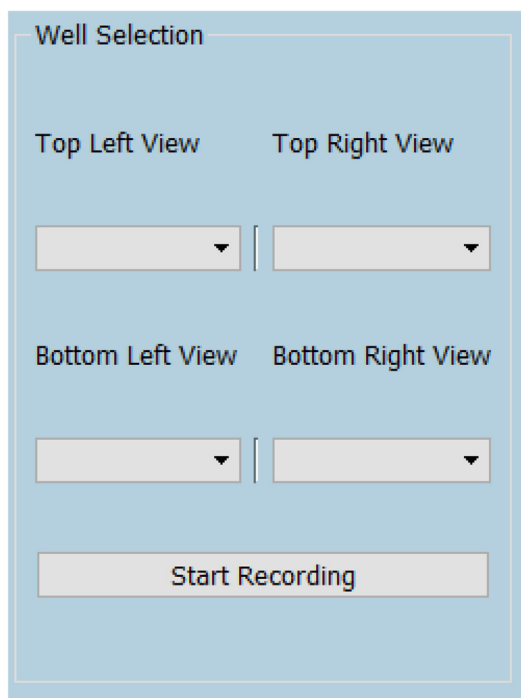 Well Selection
Top Left View Top Right View
Bottom Left View Bottom Right View
Start Recording